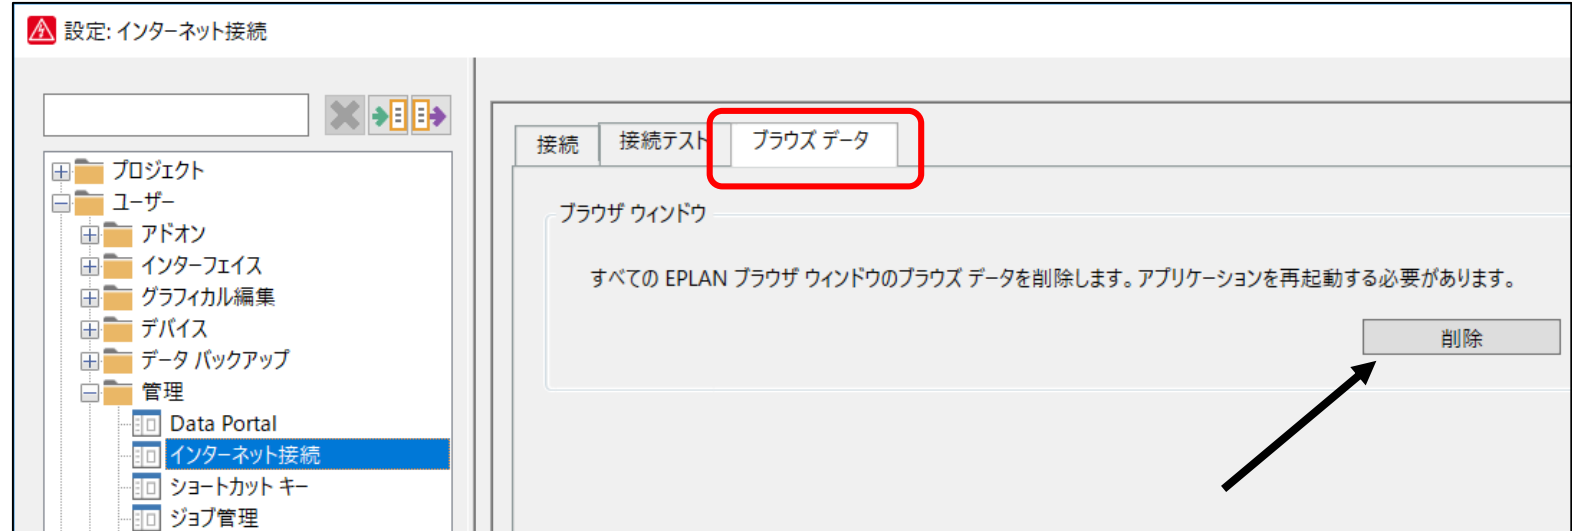 設定: インターネット接続
接続
接続テスト
ブラウズ データ
プロジェクト
ユーザー
アドオン
インターフェイス
グラフィカル編集
デバイス
データ バックアップ
管理
Data Portal
インターネット接続
ショートカット キー
ジョブ管理
ブラウザ ウィンドウ
すべての EPLAN ブラウザ ウィンドウのブラウズ データを削除します。アプリケーションを再起動する必要があります。
削除